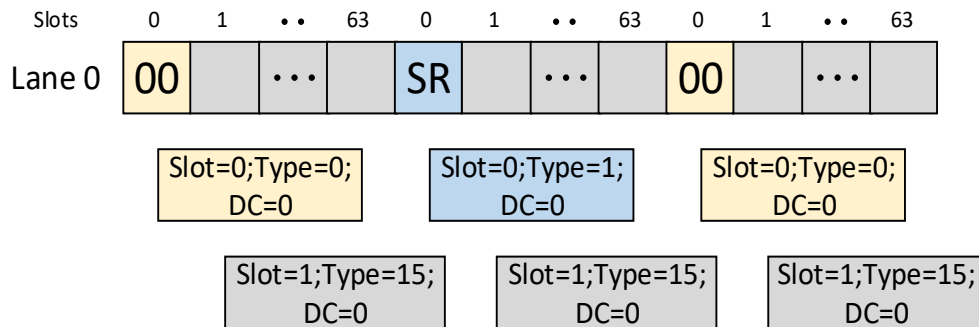 Slots 0 1 •• 63 0 1 •• 63 0 1 •• 63
Lane 0 00 ••• SR ••• 00 •••
Slot=0;Type=0; Slot=0;Type=1; Slot=0;Type=0;
DC=0 DC=0 DC=0
Slot=1;Type=15; Slot=1;Type=15; Slot=1;Type=15;
DC=0 DC=0 DC=0